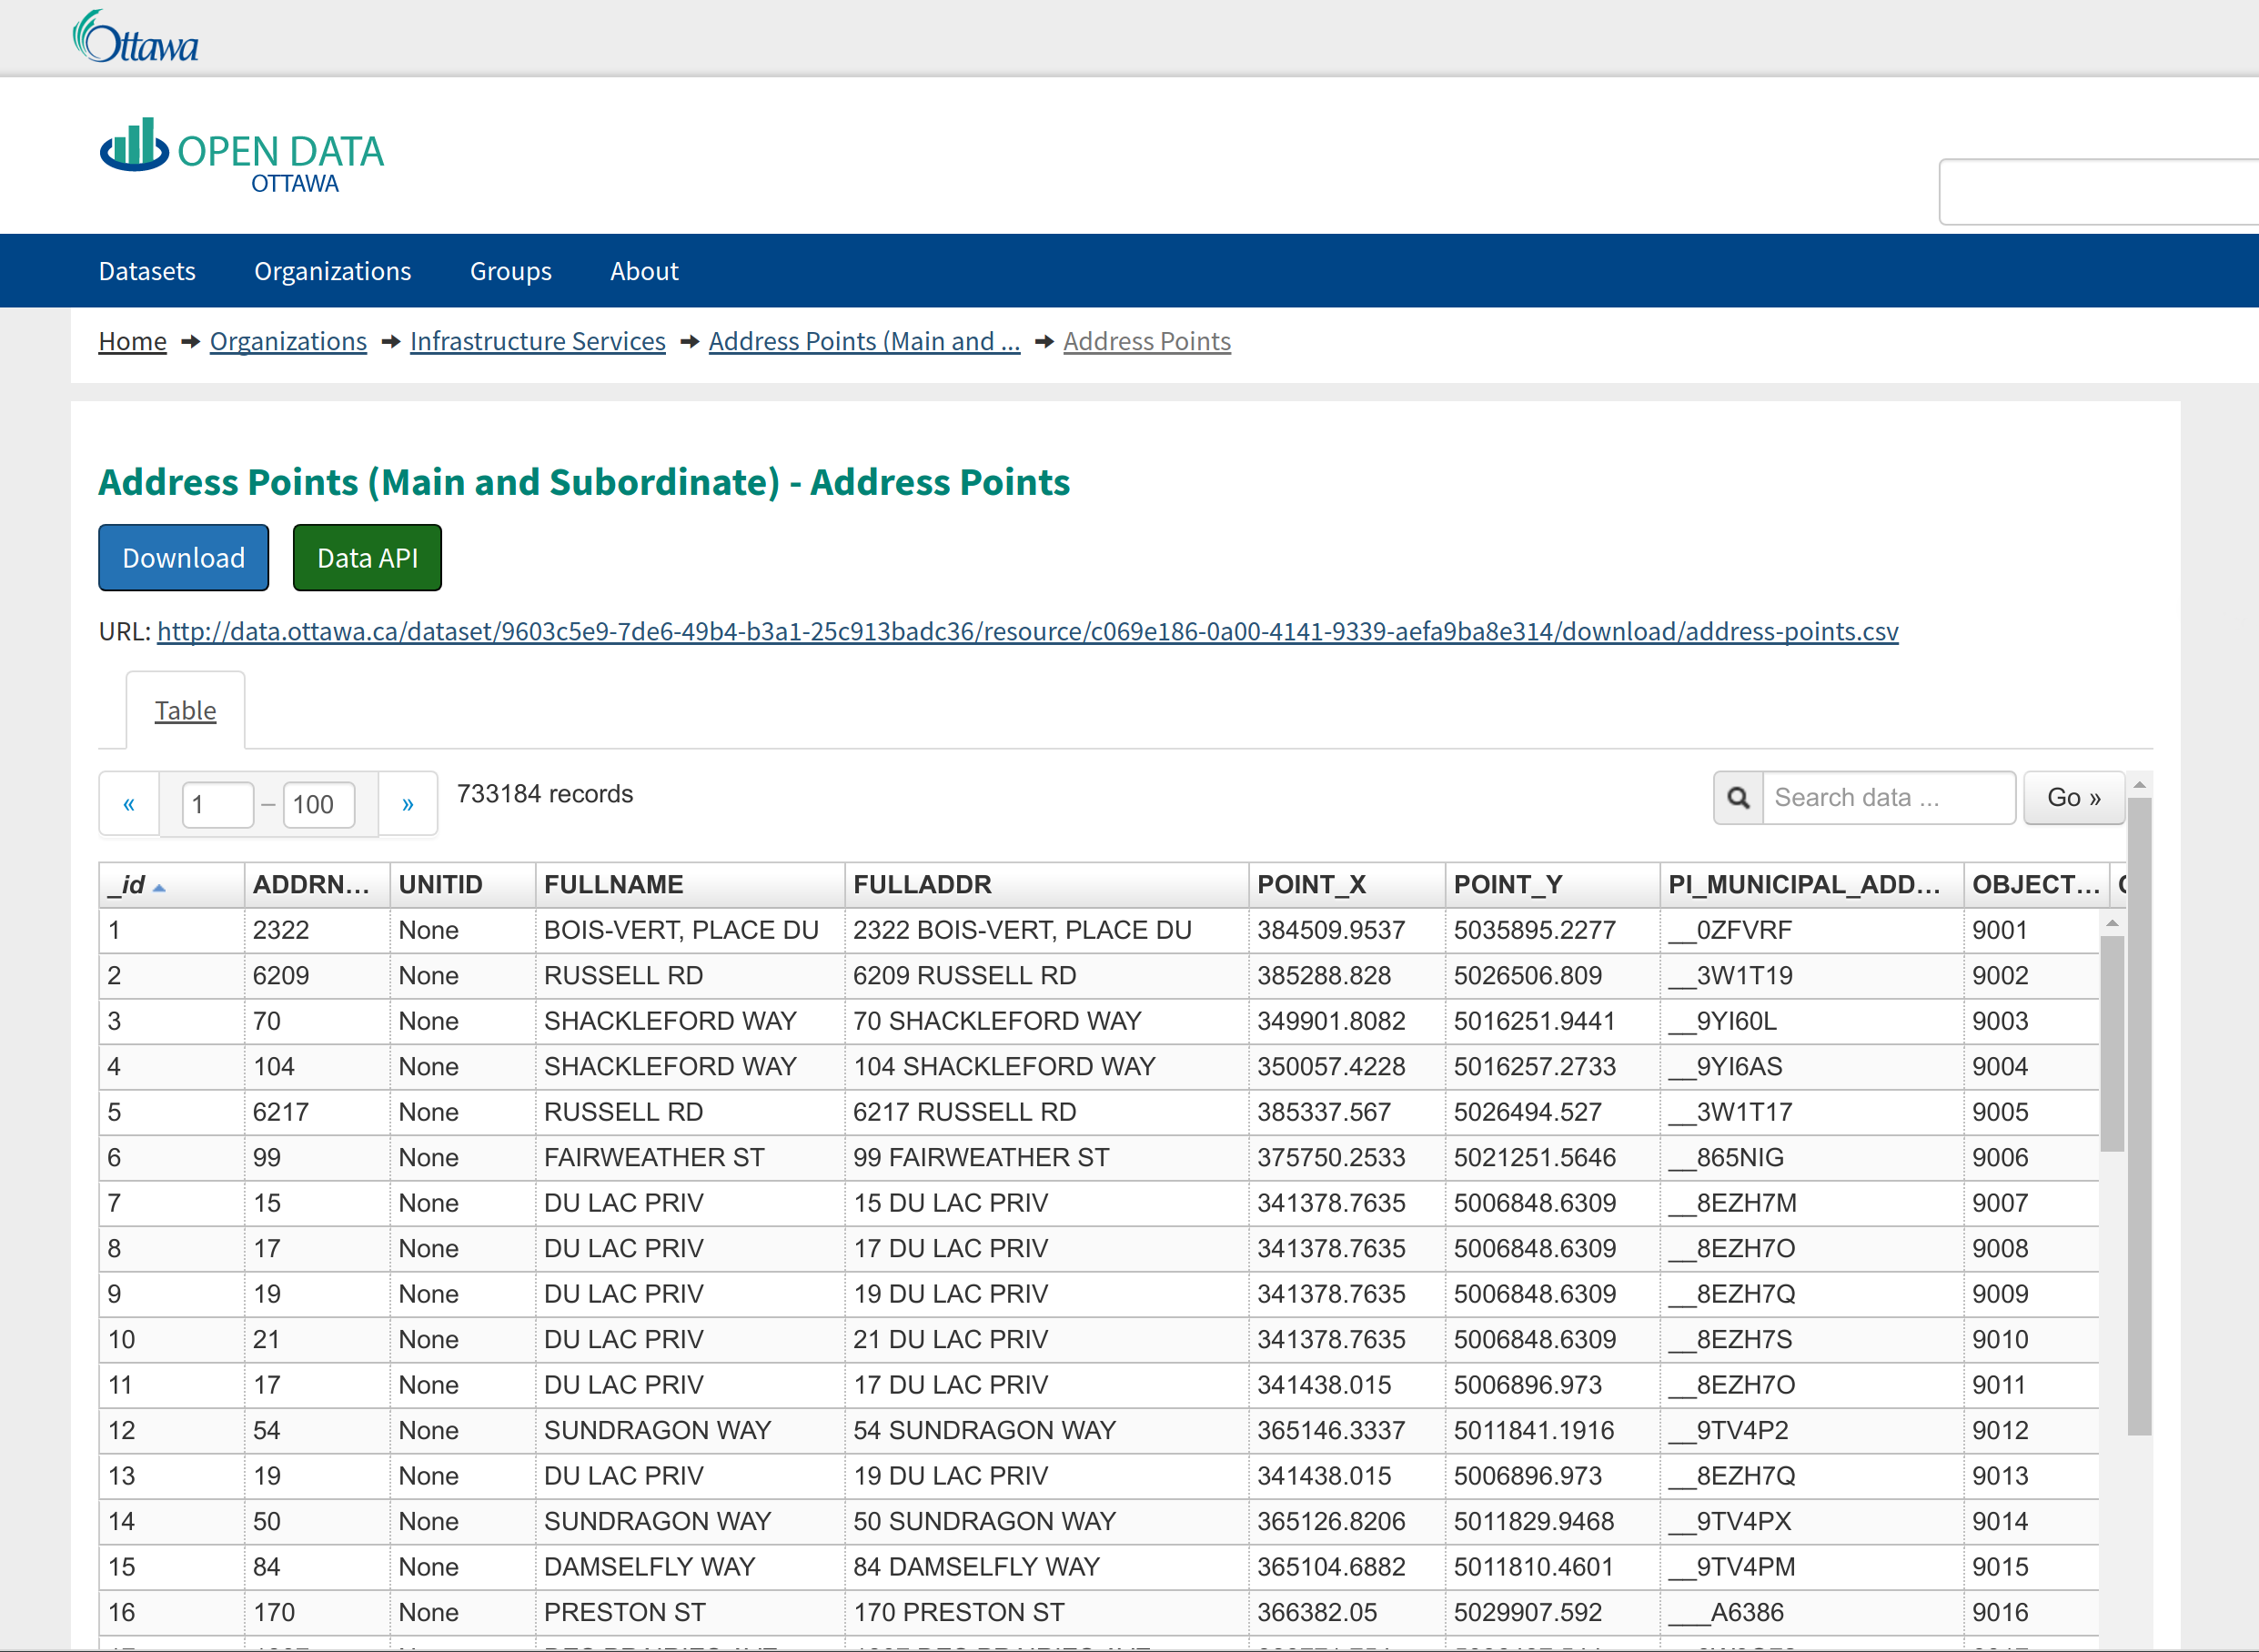 Ottawa
OPEN DATA
OTTAWA
Datasets Organizations Groups About
Home ➔ Organizations ➔ Infrastructure Services ➔ Address Points (Main and ... ➔ Address Points
Address Points (Main and Subordinate) - Address Points
Download Data API
URL: http://data.ottawa.ca/dataset/9603c5e9-7de6-49b4-b3a1-25c913badc36/resource/c069e186-0a00-4141-9339-aefa9ba8e314/download/address-points.csv
Table
« 1 – 100 » 733184 records Search data ... Go »
_id ADDRN... UNITID FULLNAME FULLADDR POINT_X POINT_Y PI_MUNICIPAL_ADD... OBJECT...
1 2322 None BOIS-VERT, PLACE DU 2322 BOIS-VERT, PLACE DU 384509.9537 5035895.2277 __0ZFVRF 9001
2 6209 None RUSSELL RD 6209 RUSSELL RD 385288.828 5026506.809 __3W1T19 9002
3 70 None SHACKLEFORD WAY 70 SHACKLEFORD WAY 349901.8082 5016251.9441 __9YI60L 9003
4 104 None SHACKLEFORD WAY 104 SHACKLEFORD WAY 350057.4228 5016257.2733 __9YI6AS 9004
5 6217 None RUSSELL RD 6217 RUSSELL RD 385337.567 5026494.527 __3W1T17 9005
6 99 None FAIRWEATHER ST 99 FAIRWEATHER ST 375750.2533 5021251.5646 __865NIG 9006
7 15 None DU LAC PRIV 15 DU LAC PRIV 341378.7635 5006848.6309 __8EZH7M 9007
8 17 None DU LAC PRIV 17 DU LAC PRIV 341378.7635 5006848.6309 __8EZH7O 9008
9 19 None DU LAC PRIV 19 DU LAC PRIV 341378.7635 5006848.6309 __8EZH7Q 9009
10 21 None DU LAC PRIV 21 DU LAC PRIV 341378.7635 5006848.6309 __8EZH7S 9010
11 17 None DU LAC PRIV 17 DU LAC PRIV 341438.015 5006896.973 __8EZH7O 9011
12 54 None SUNDRAGON WAY 54 SUNDRAGON WAY 365146.3337 5011841.1916 __9TV4P2 9012
13 19 None DU LAC PRIV 19 DU LAC PRIV 341438.015 5006896.973 __8EZH7Q 9013
14 50 None SUNDRAGON WAY 50 SUNDRAGON WAY 365126.8206 5011829.9468 __9TV4PX 9014
15 84 None DAMSELFLY WAY 84 DAMSELFLY WAY 365104.6882 5011810.4601 __9TV4PM 9015
16 170 None PRESTON ST 170 PRESTON ST 366382.05 5029907.592 ___A6386 9016